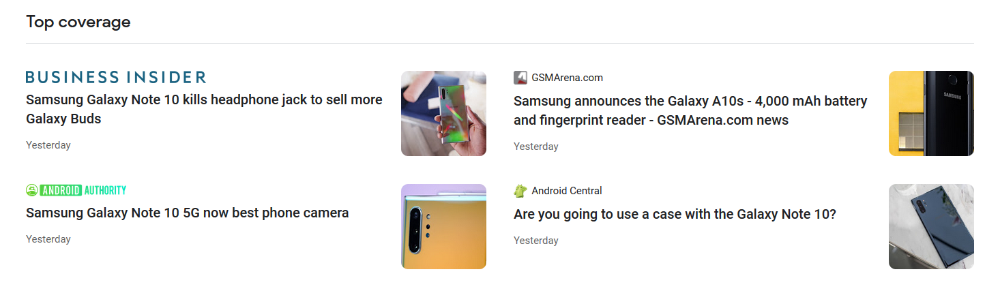 Top coverage
BUSINESS INSIDER
Samsung Galaxy Note 10 kills headphone jack to sell more
Galaxy Buds
Yesterday
GSMArena.com
Samsung announces the Galaxy A10s - 4,000 mAh battery
and fingerprint reader - GSMArena.com news
Yesterday
SAMSUNG
ANDROID AUTHORITY
Samsung Galaxy Note 10 5G now best phone camera
Yesterday
Android Central
Are you going to use a case with the Galaxy Note 10?
Yesterday